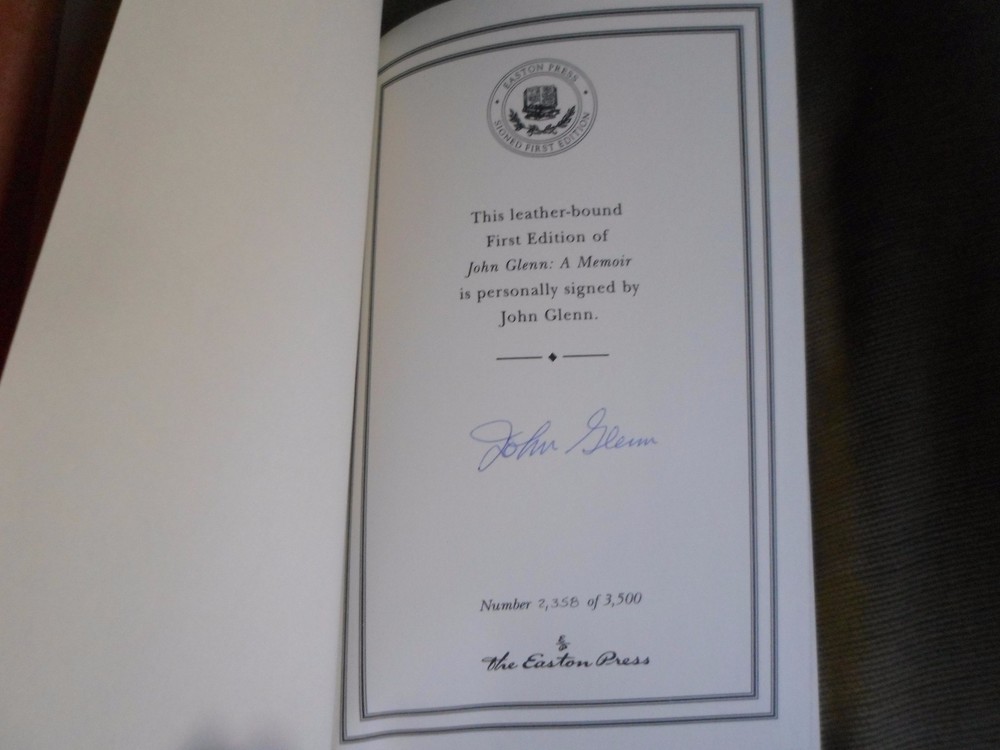 EASTON PRESS
SIGNED FIRST EDITION
This leather-bound
First Edition of
John Glenn: A Memoir
is personally signed by
John Glenn.
John Glenn
Number 2,358 of 3,500
The Easton Press